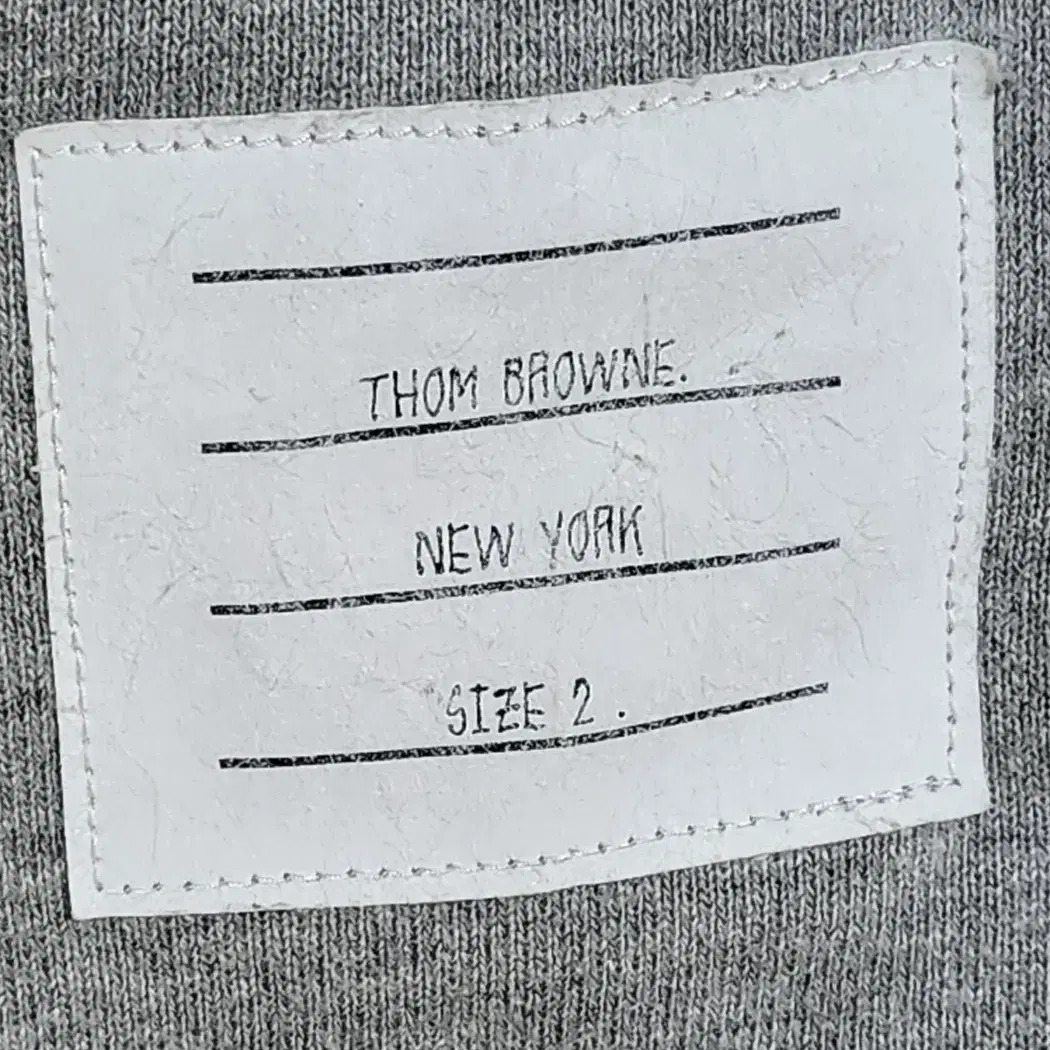 THOM BROWNE.
NEW YORK
SIZE 2 .